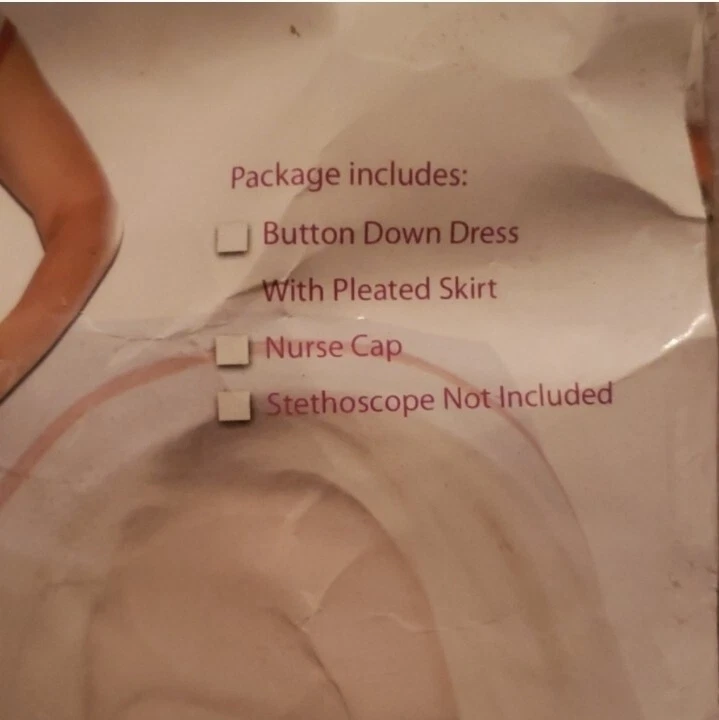 Package includes:
Button Down Dress
With Pleated Skirt
Nurse Cap
Stethoscope Not Included